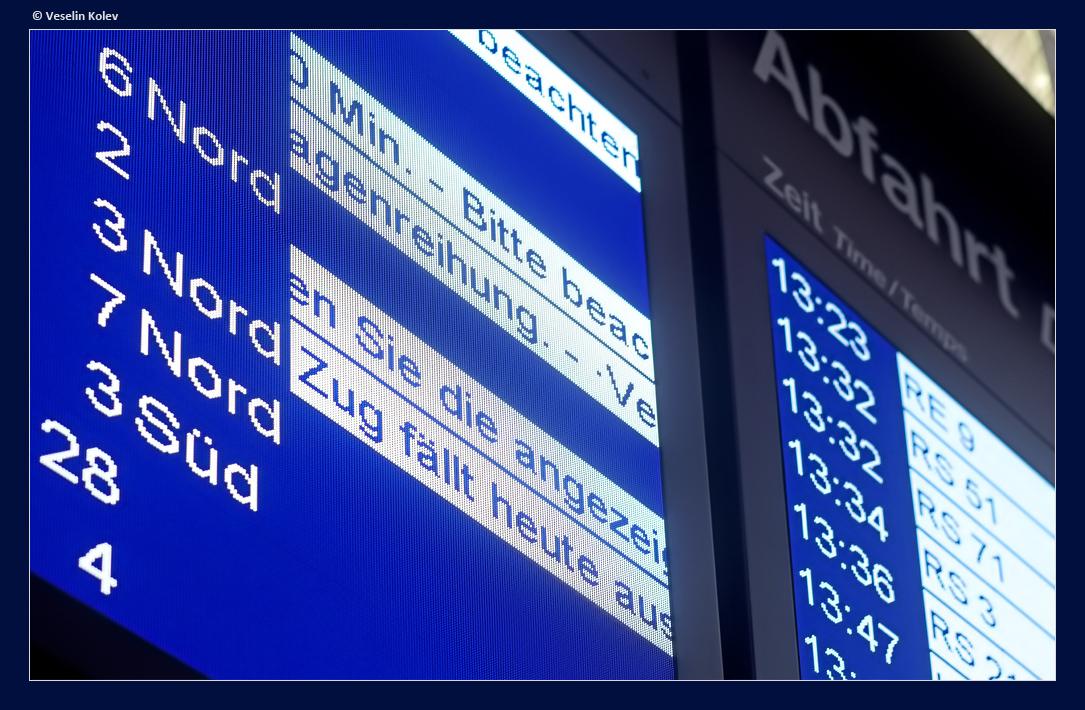 © Veselin Kolev
beachten
6 Nord
Min. - Bitte beac
2
agenreihung. - .Ve
3 Nord
7 Nord
en Sie die angezei
3 Süd
Zug fällt heute aus
28
4
Abfahrt
Zeit Time/Temps
13:23 RE 9
13:32 RS 51
13:32 RS 71
13:34 RS 3
13:36 RS
13:47
13: